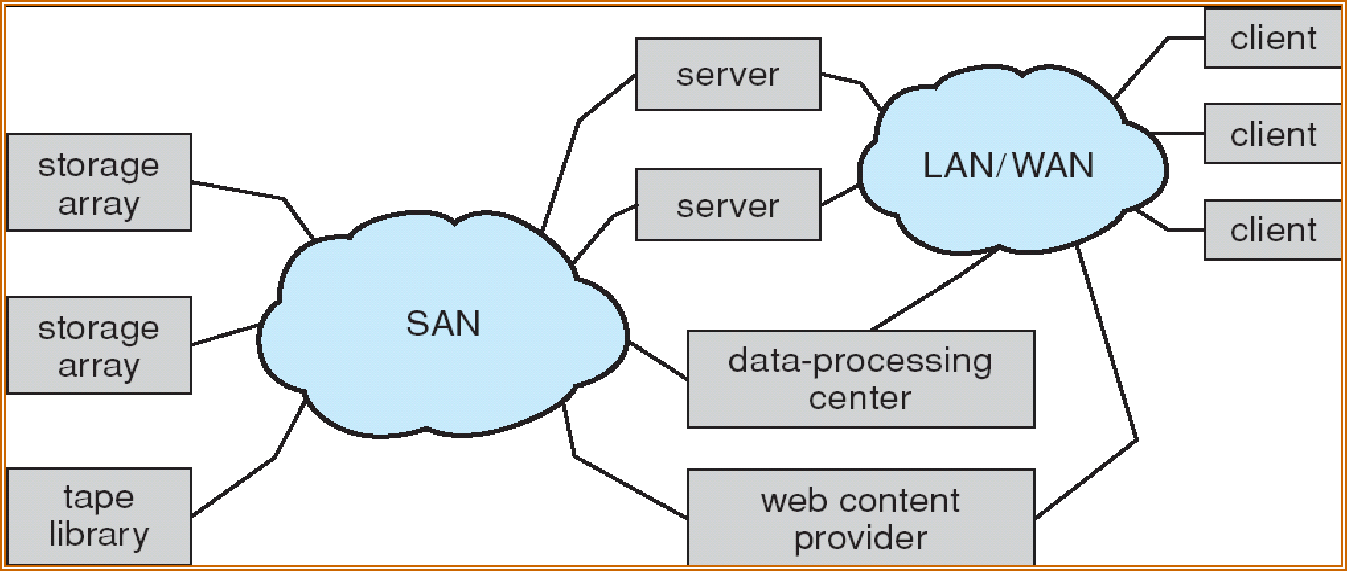 storage
array
storage
array
tape
library
SAN
server
server
data-processing
center
web content
provider
LAN/WAN
client
client
client